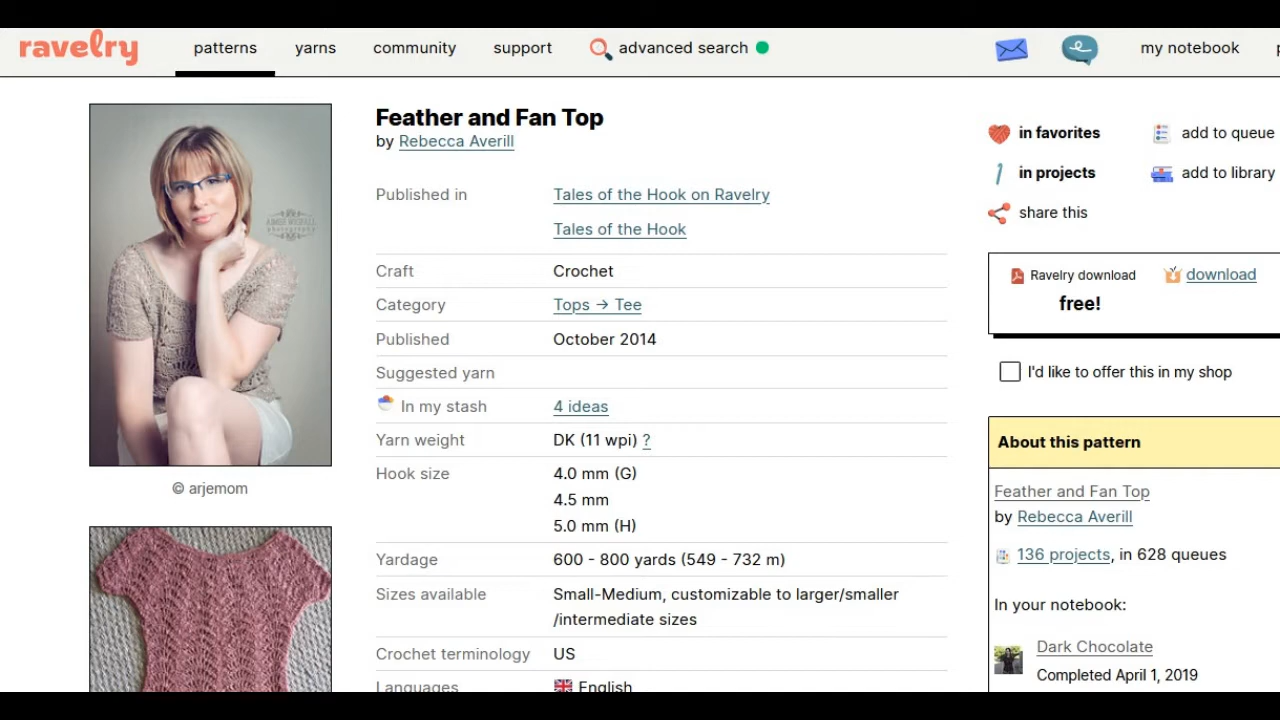 ravelry
patterns
yarns
community
support
advanced search
my notebook
Feather and Fan Top
by Rebecca Averill
Published in
Tales of the Hook on Ravelry
Tales of the Hook
Craft
Crochet
Category
Tops → Tee
Published
October 2014
Suggested yarn
In my stash
4 ideas
Yarn weight
DK (11 wpi) ?
Hook size
4.0 mm (G)
4.5 mm
5.0 mm (H)
Yardage
600 - 800 yards (549 - 732 m)
Sizes available
Small-Medium, customizable to larger/smaller
/intermediate sizes
Crochet terminology
US
Languages
English
© arjemom
in favorites
add to queue
in projects
add to library
share this
Ravelry download
download
free!
I'd like to offer this in my shop
About this pattern
Feather and Fan Top
by Rebecca Averill
136 projects, in 628 queues
In your notebook:
Dark Chocolate
Completed April 1, 2019